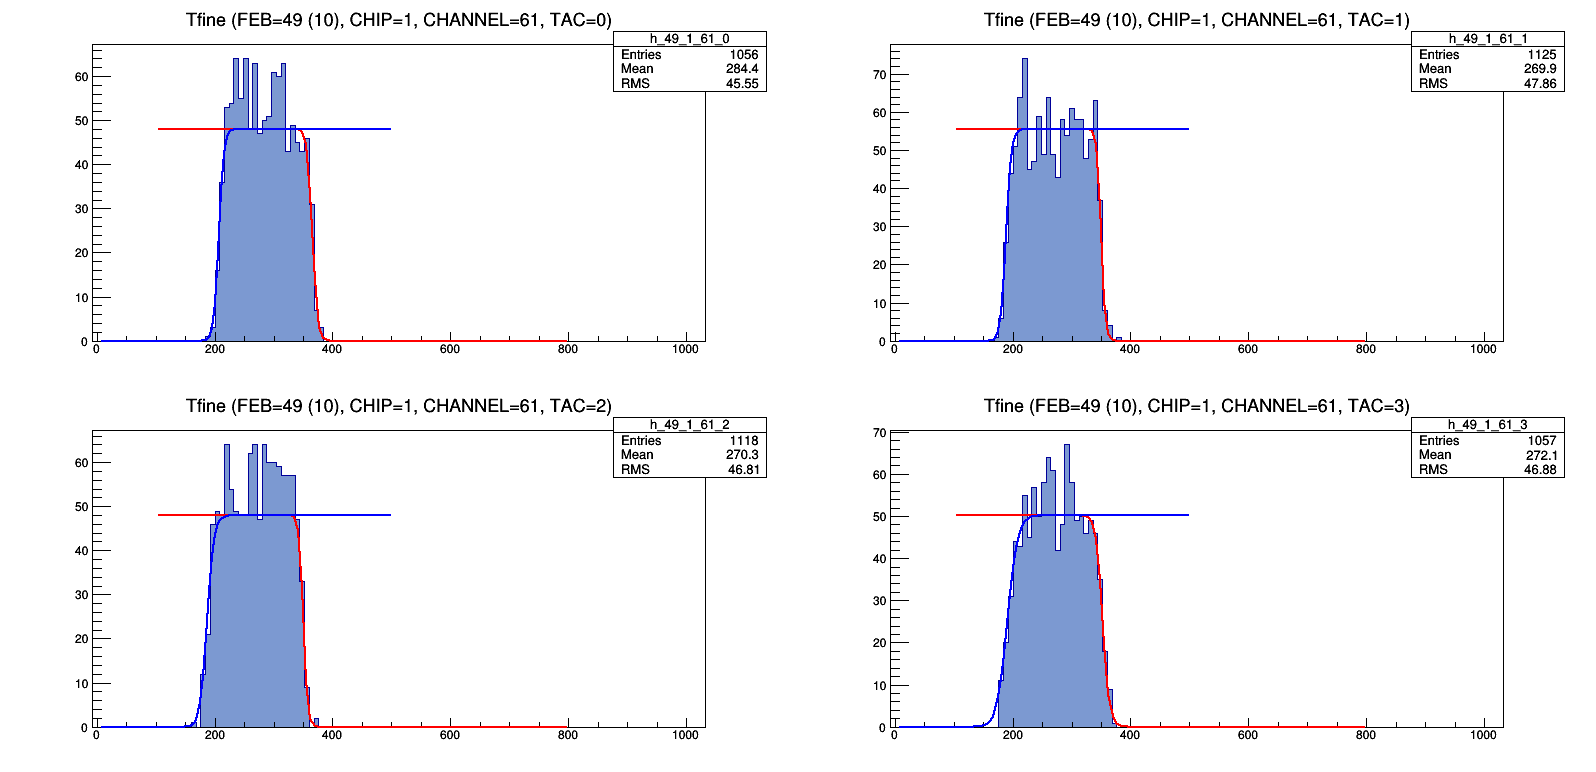 Tfine (FEB=49 (10), CHIP=1, CHANNEL=61, TAC=0)
h_49_1_61_0
Entries 1056
Mean 284.4
RMS 45.55
60
50
40
30
20
10
0
0 200 400 600 800 1000
Tfine (FEB=49 (10), CHIP=1, CHANNEL=61, TAC=1)
h_49_1_61_1
Entries 1125
Mean 269.9
RMS 47.86
70
60
50
40
30
20
10
0
0 200 400 600 800 1000
Tfine (FEB=49 (10), CHIP=1, CHANNEL=61, TAC=2)
h_49_1_61_2
Entries 1118
Mean 270.3
RMS 46.81
60
50
40
30
20
10
0
0 200 400 600 800 1000
Tfine (FEB=49 (10), CHIP=1, CHANNEL=61, TAC=3)
h_49_1_61_3
Entries 1057
Mean 272.1
RMS 46.88
70
60
50
40
30
20
10
0
0 200 400 600 800 1000